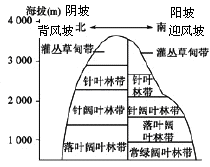 海拔(m) 阴坡 阳坡
背风坡 北 南 迎风坡
4 000
灌丛草甸带
灌丛草甸带
3 000
针叶林带
针叶
林带
2 000
针阔叶林带
针阔叶林带
落叶阔
叶林带
1 000
落叶阔叶林带
常绿阔叶林带